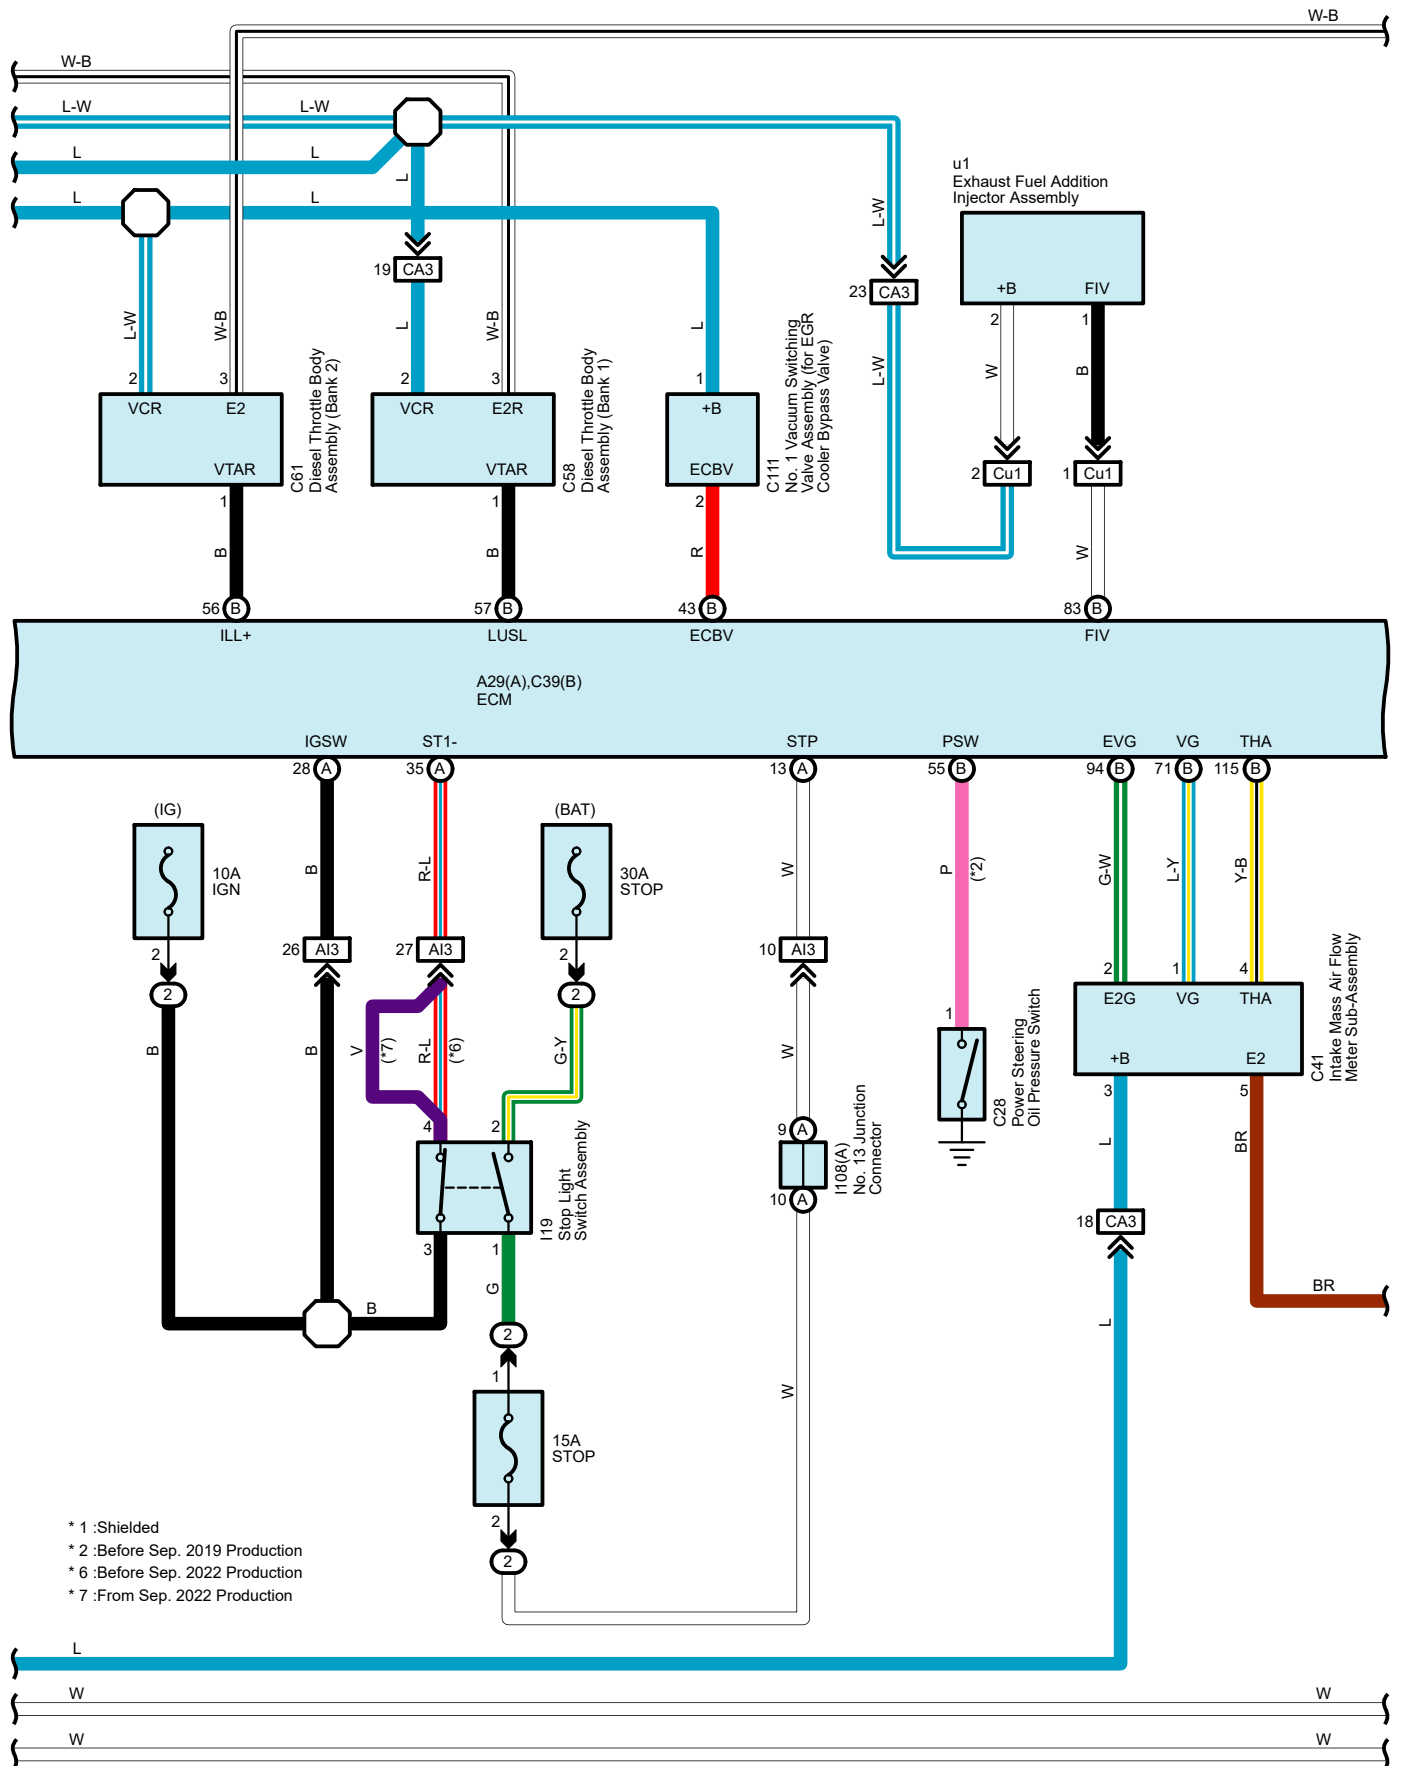 W-B
W-B
L-W
L-W
L
L
L
L
L
19 CA3
L
L-W
23 CA3
L-W
u1
Exhaust Fuel Addition
Injector Assembly
+B
FIV
2
1
W
B
2 Cu1
1 Cu1
W
L-W
W-B
W-B
L
2
3
2
3
1
VCR
E2
VTAR
C61
Diesel Throttle Body
Assembly (Bank 2)
VCR
E2R
VTAR
C58
Diesel Throttle Body
Assembly (Bank 1)
+B
ECBV
C111
No. 1 Vacuum Switching
Valve Assembly (for EGR
Cooler Bypass Valve)
1
1
2
B
B
R
56 B
57 B
43 B
83 B
ILL+
LUSL
ECBV
FIV
A29(A),C39(B)
ECM
IGSW
ST1-
STP
PSW
EVG
VG
THA
28 A
35 A
13 A
55 B
94 B
71 B
115 B
(IG)
10A
IGN
2
2
B
B
26 AI3
B
R-L
27 AI3
V
(*7)
R-L
(*6)
(BAT)
30A
STOP
2
2
G-Y
4
2
I19
Stop Light
Switch Assembly
3
1
B
G
2
1
15A
STOP
2
2
W
10 AI3
W
9 A
I108(A)
No. 13 Junction
Connector
10 A
W
P
(*2)
1
C28
Power Steering
Oil Pressure Switch
G-W
L-Y
Y-B
2
1
4
E2G
VG
THA
+B
E2
C41
Intake Mass Air Flow
Meter Sub-Assembly
3
5
L
BR
18 CA3
L
BR
* 1 :Shielded
* 2 :Before Sep. 2019 Production
* 6 :Before Sep. 2022 Production
* 7 :From Sep. 2022 Production
L
W
W
W
W